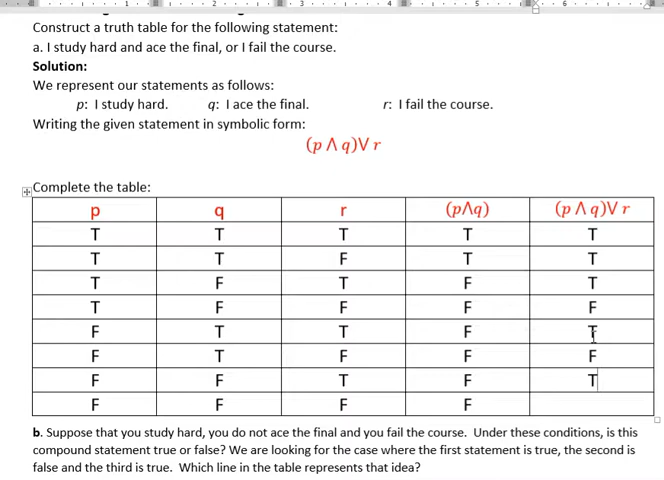 Construct a truth table for the following statement:
a. I study hard and ace the final, or I fail the course.
Solution:
We represent our statements as follows:
p: I study hard. q: I ace the final. r: I fail the course.
Writing the given statement in symbolic form:
(p ∧ q)∨ r
Complete the table:
p q r (p∧q) (p ∧ q)∨ r
T T T T T
T T F T T
T F T F T
T F F F F
F T T F T
F T F F F
F F T F T
F F F F
b. Suppose that you study hard, you do not ace the final and you fail the course. Under these conditions, is this
compound statement true or false? We are looking for the case where the first statement is true, the second is
false and the third is true. Which line in the table represents that idea?